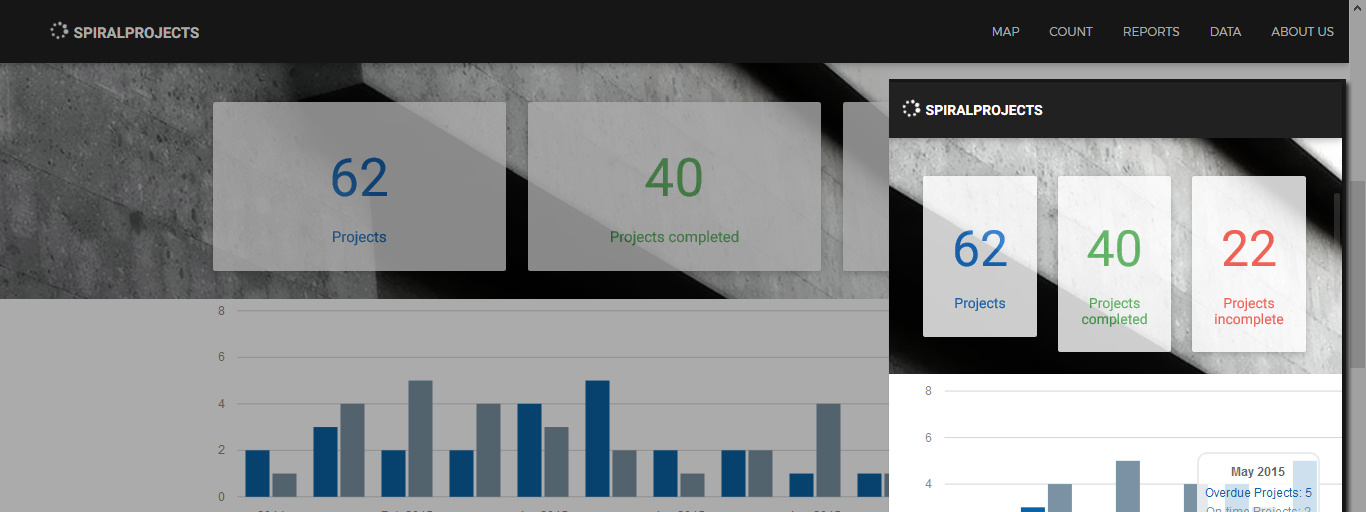 SPIRALPROJECTS
MAP COUNT REPORTS DATA ABOUT US
62
Projects
40
Projects completed
8
6
4
2
0
SPIRALPROJECTS
62
Projects
40
Projects
completed
22
Projects
incomplete
8
6
4
May 2015
Overdue Projects: 5
On-time Projects: 2